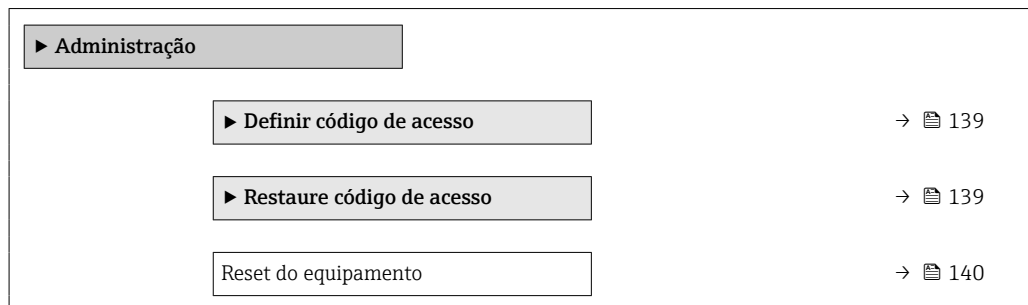 ▶ Administração
▶ Definir código de acesso → 139
▶ Restaure código de acesso → 139
Reset do equipamento → 140